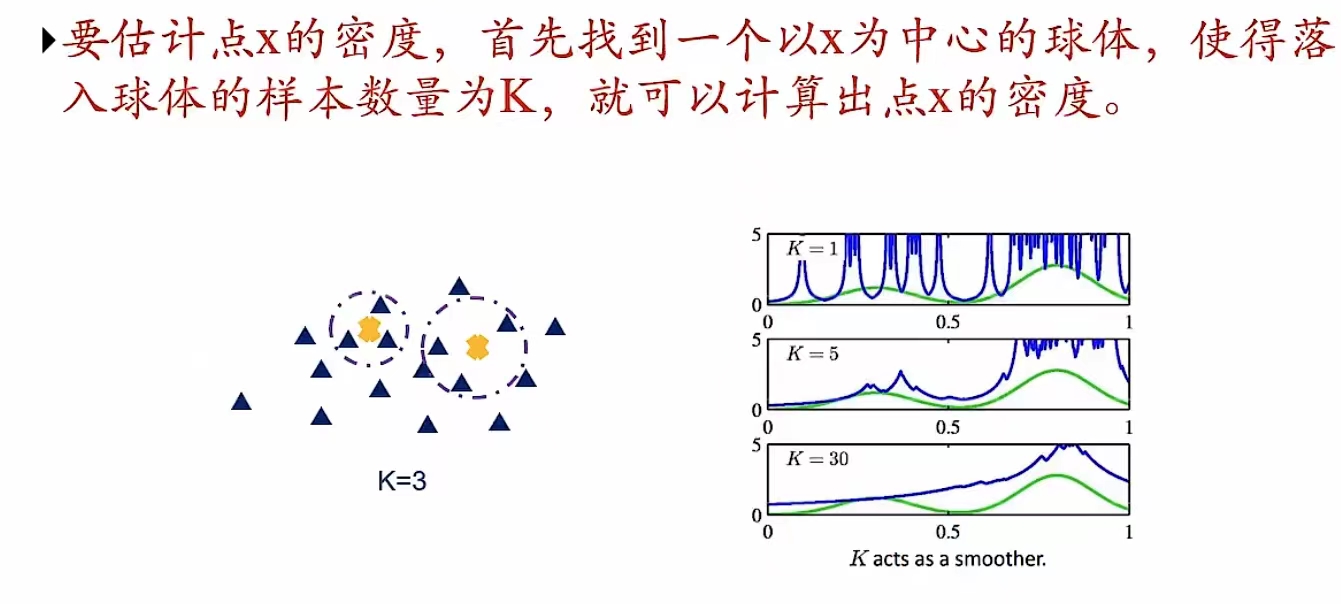 要估计点x的密度，首先找到一个以x为中心的球体，使得落
入球体的样本数量为K，就可以计算出点x的密度。
K=3
5
K = 1
0
0 0.5 1
5
K = 5
0
0 0.5 1
5
K = 30
0
0 0.5 1
K acts as a smoother.